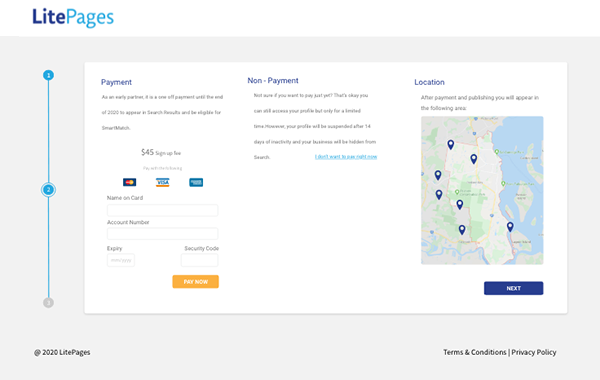 LitePages
1
2
3
Payment
As an early partner, it is a one off payment until the end
of 2020 to appear in Search Results and be eligible for
SmartMatch.
$45 Sign up fee
Pay with the following
VISA
Name on Card
Account Number
Expiry
Security Code
mm/yyyy
PAY NOW
Non - Payment
Not sure if you want to pay just yet? That's okay you
can still access your profile but only for a limited
time.However, your profile will be suspended after 14
days of inactivity and your business will be hidden from
Search.
I don't want to pay right now
Location
After payment and publishing you will appear in
the following area:
NEXT
@ 2020 LitePages
Terms & Conditions | Privacy Policy